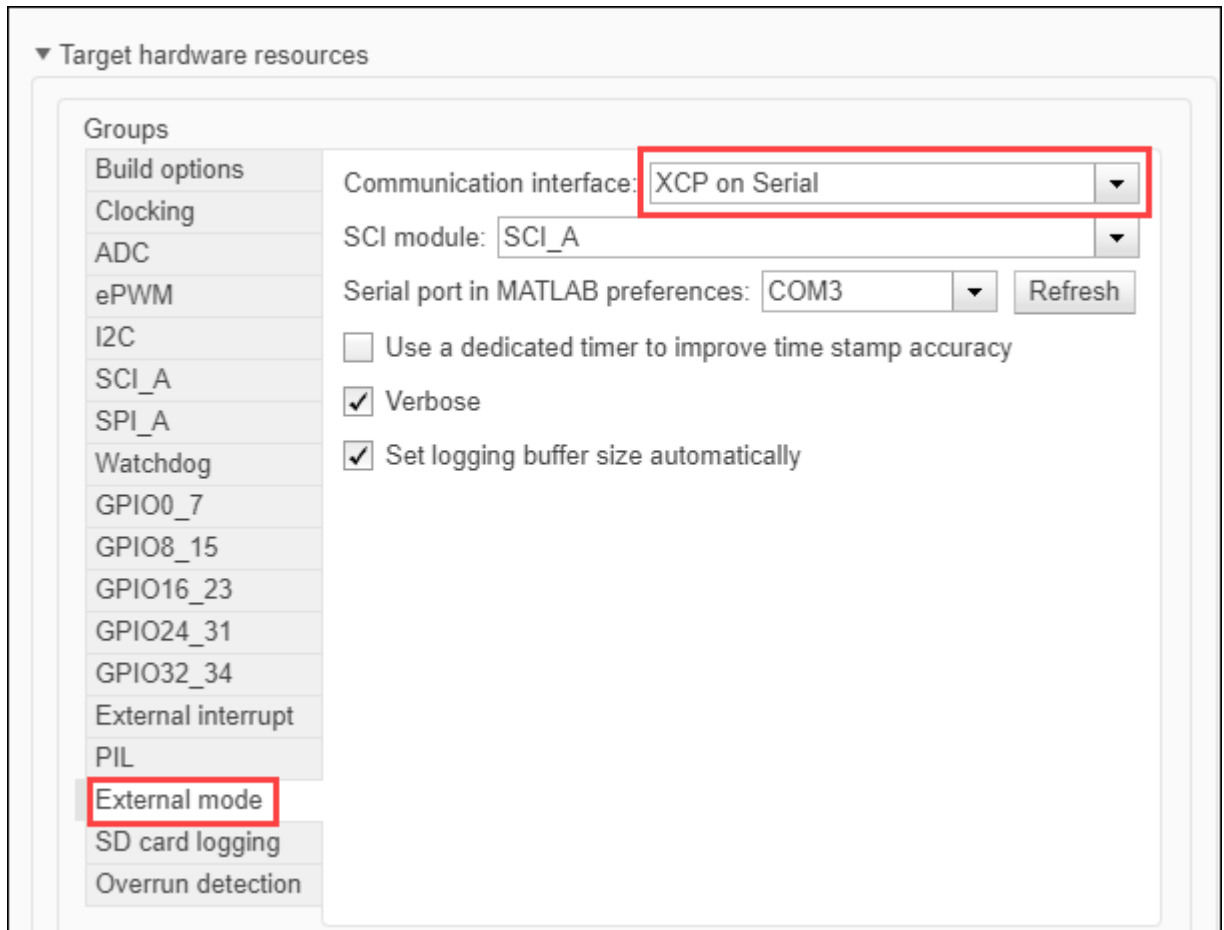 Target hardware resources
Groups
Build options
Clocking
ADC
ePWM
I2C
SCI_A
SPI_A
Watchdog
GPIO0_7
GPIO8_15
GPIO16_23
GPIO24_31
GPIO32_34
External interrupt
PIL
External mode
SD card logging
Overrun detection
Communication interface: XCP on Serial
SCI module: SCI_A
Serial port in MATLAB preferences: COM3 Refresh
Use a dedicated timer to improve time stamp accuracy
Verbose
Set logging buffer size automatically